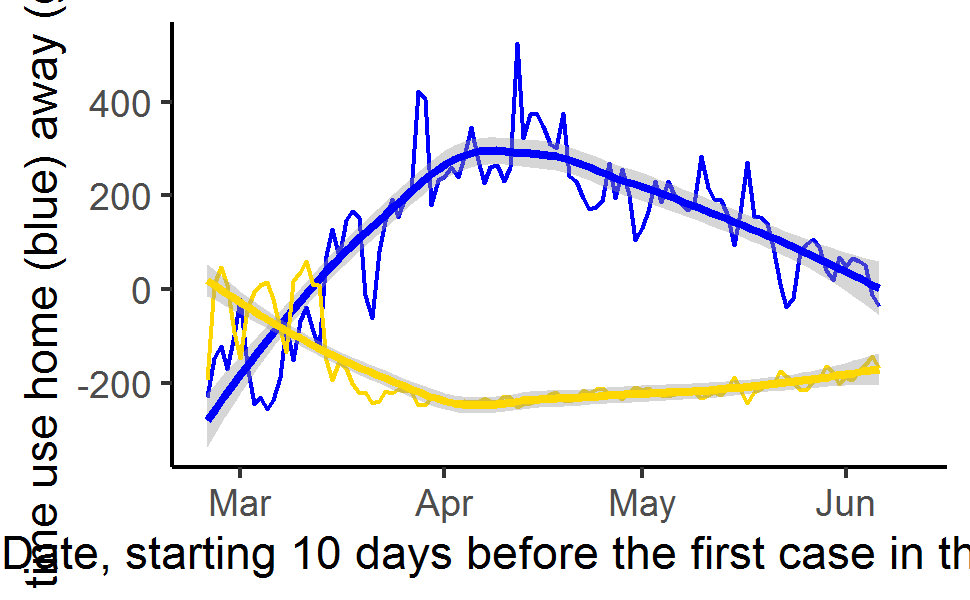 time use home (blue) away (
400
200
0
-200
Mar Apr May Jun
Date, starting 10 days before the first case in th